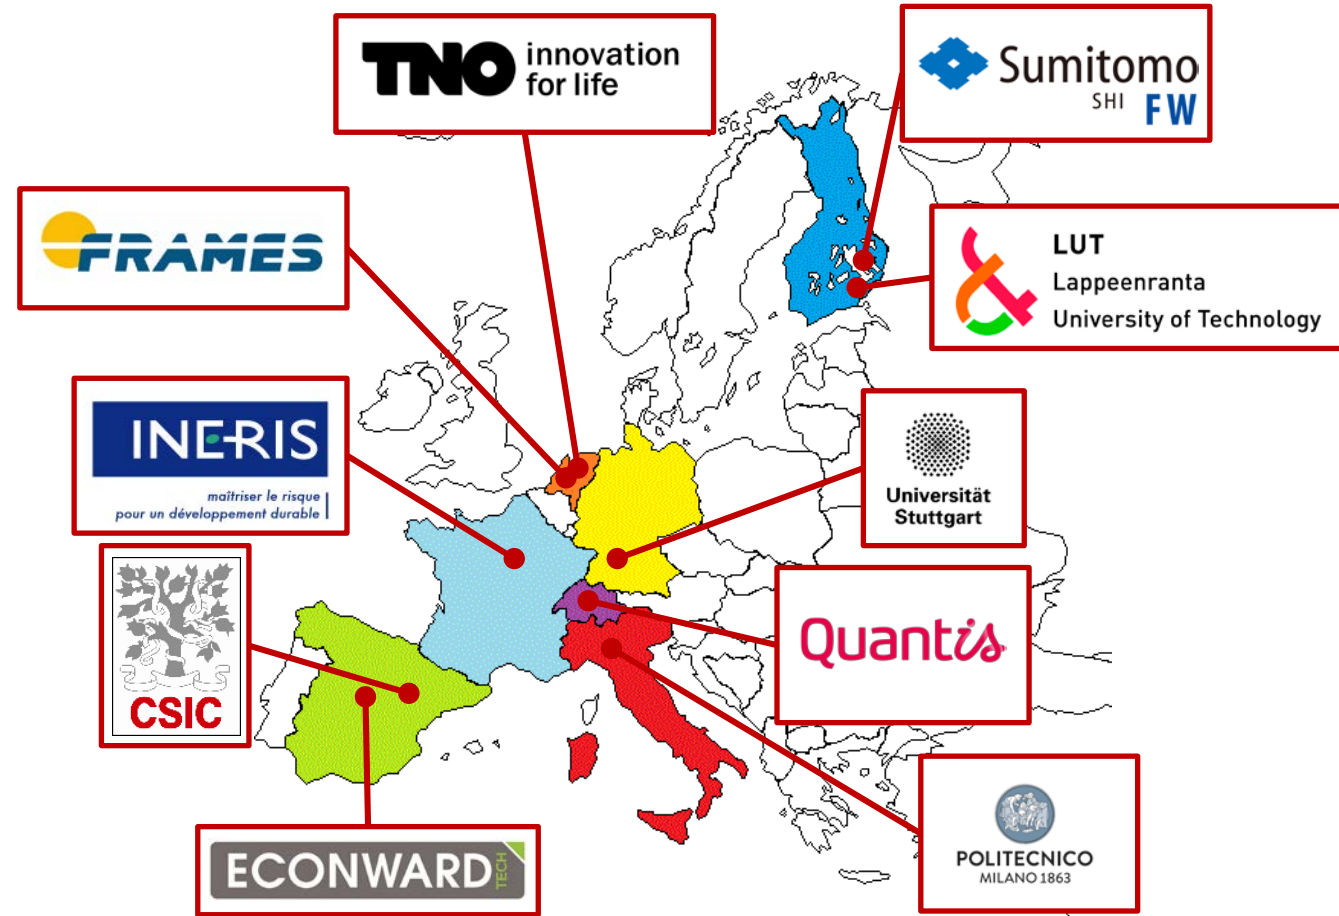 TNO innovation
for life
Sumitomo
SHI FW
FRAMES
LUT
Lappeenranta
University of Technology
INERIS
maîtriser le risque
pour un développement durable
Universität
Stuttgart
CSIC
Quantis
ECONWARD TECH
POLITECNICO
MILANO 1863